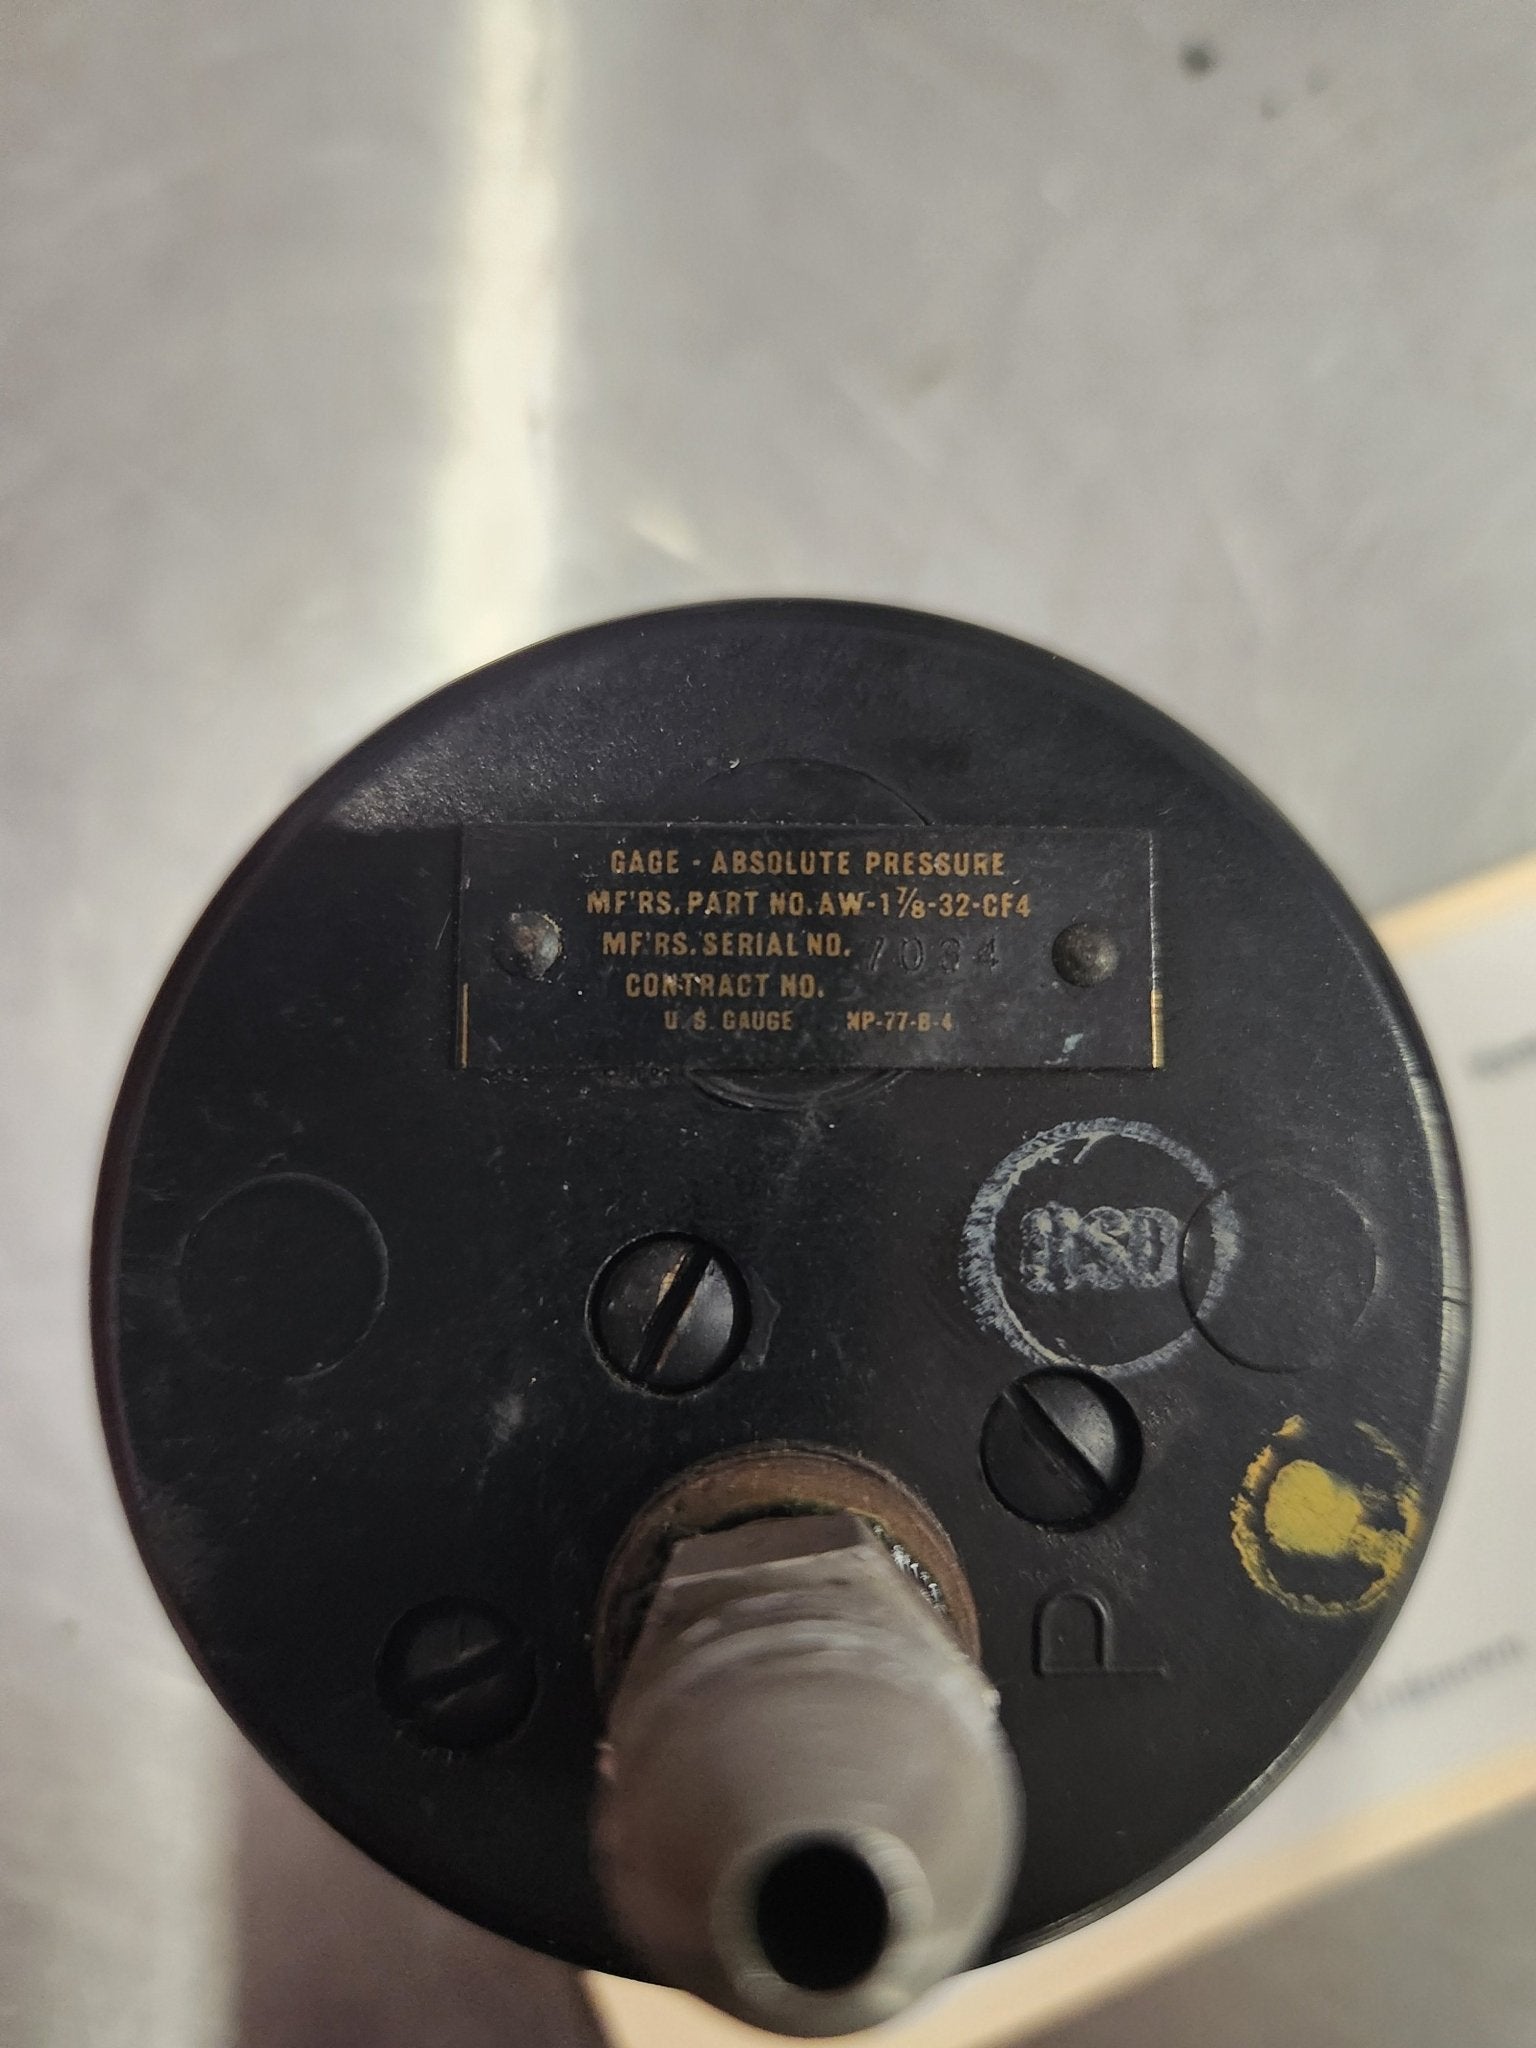 GAGE - ABSOLUTE PRESSURE
MF'RS. PART NO. AW-1⅞-32-CF4
MF'RS. SERIAL NO. 7034
CONTRACT NO.
U. S. GAUGE NP-77-B-4
P